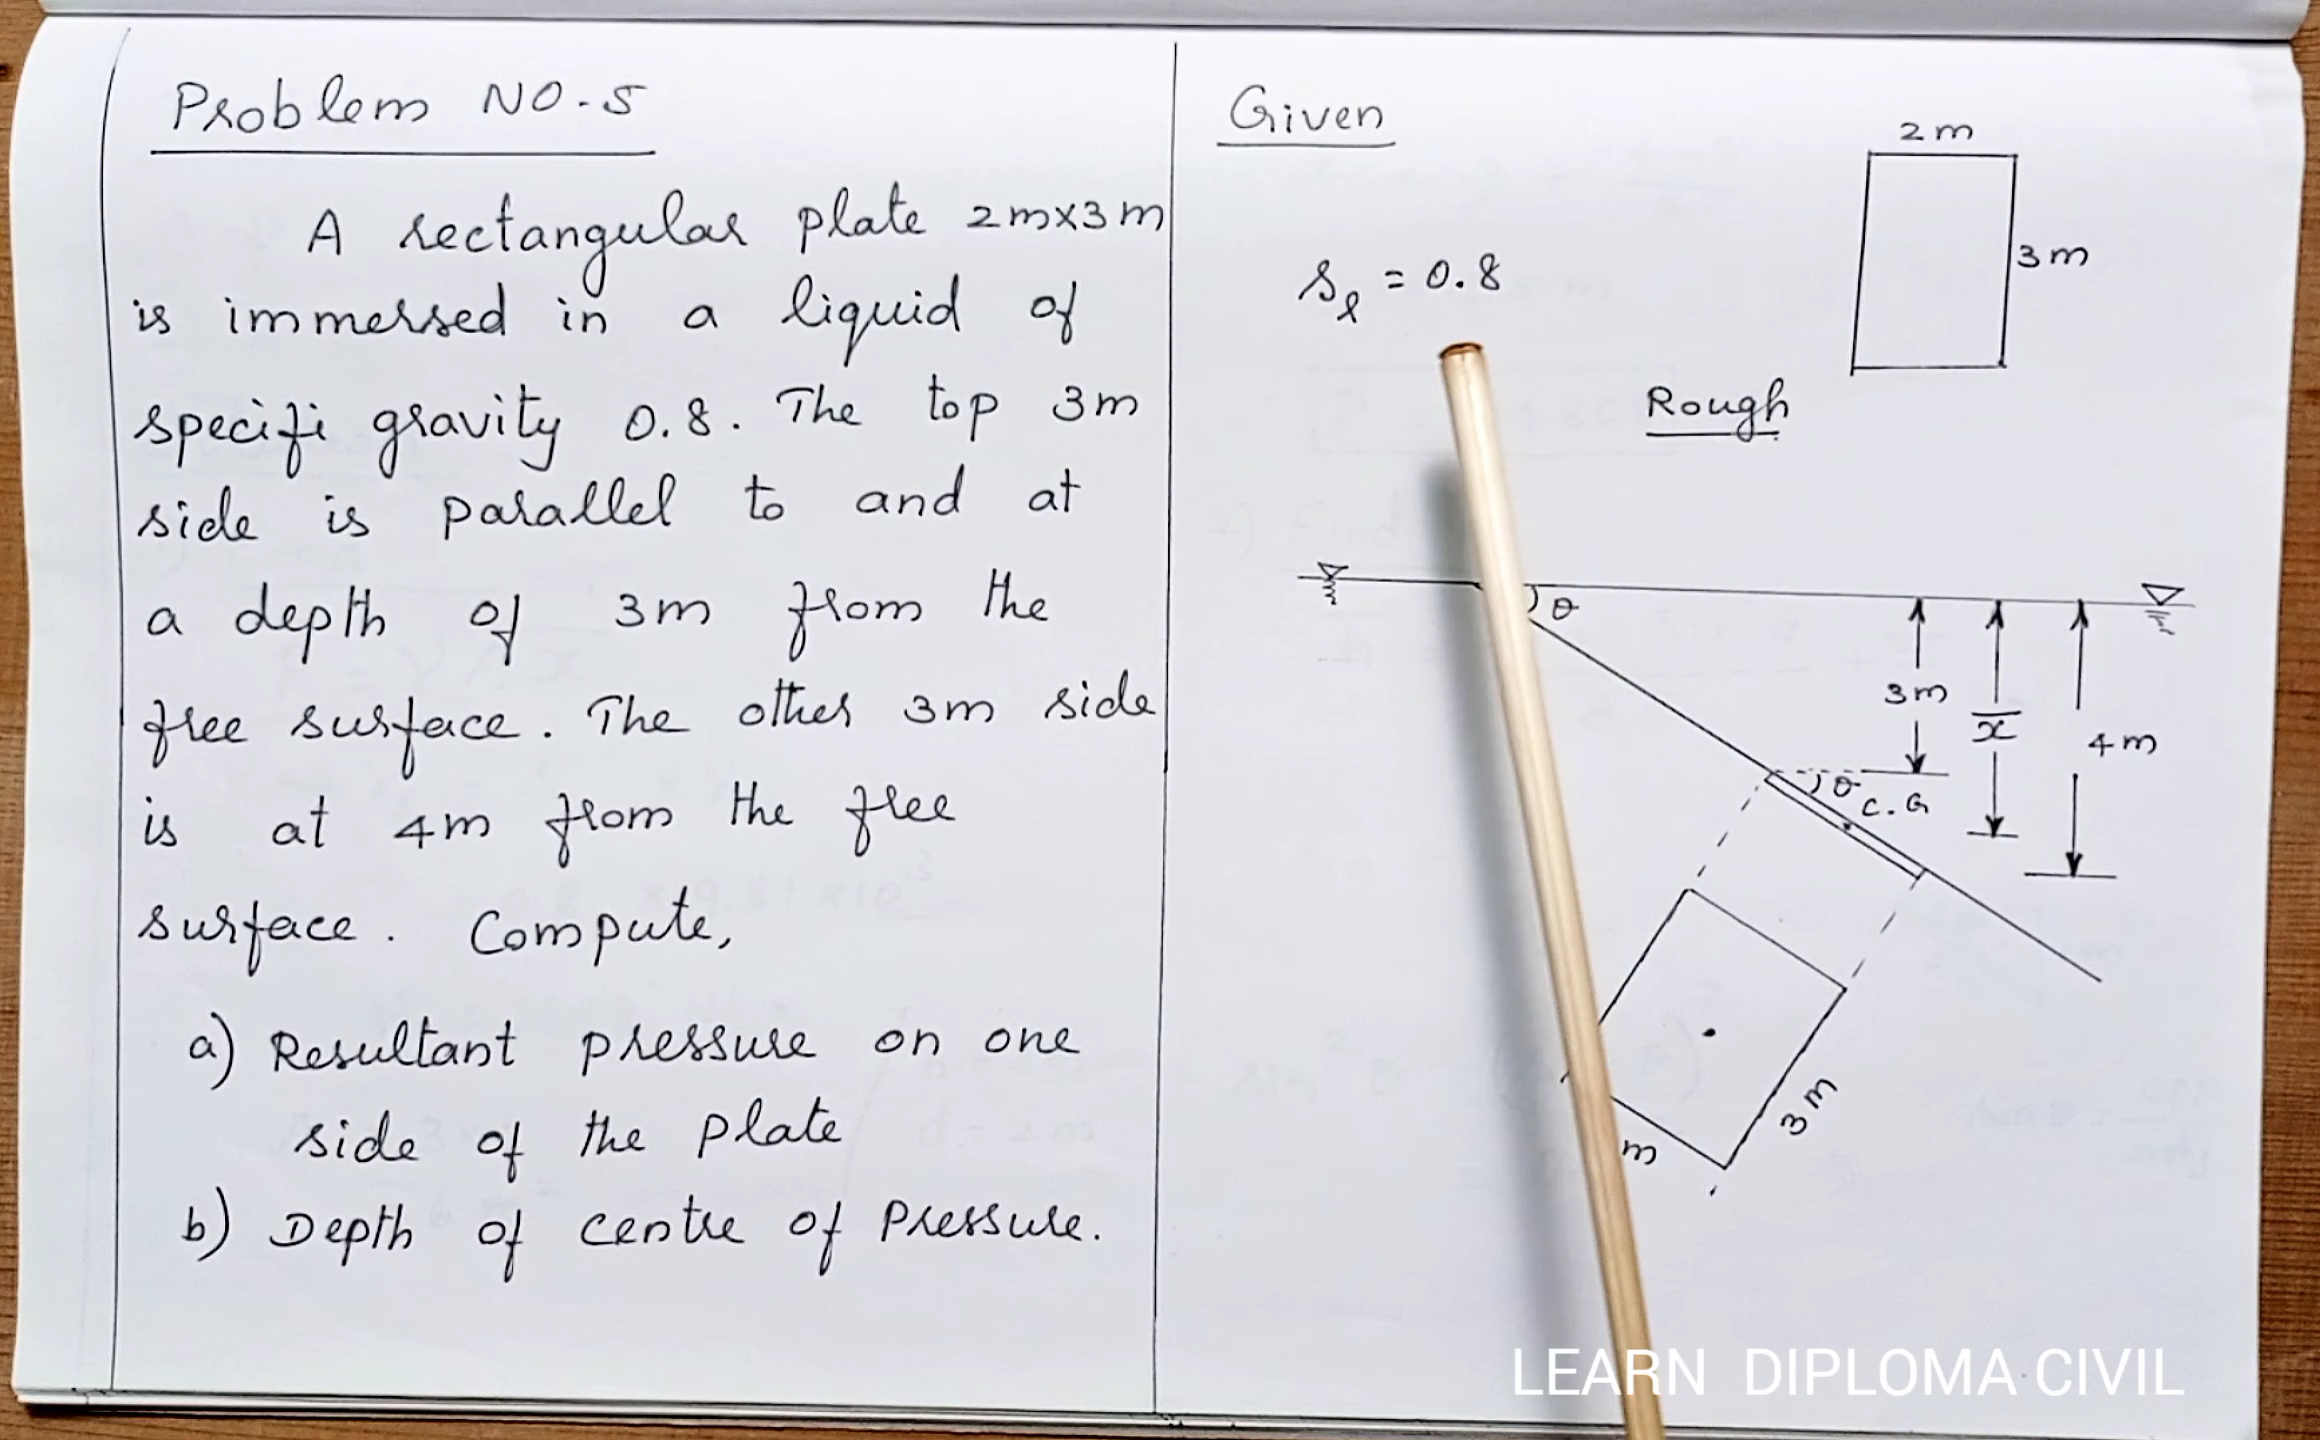 Problem NO-5
A rectangular plate 2m×3m
is immersed in a liquid of
specifi gravity 0.8. The top 3m
side is parallel to and at
a depth of 3m from the
free surface. The other 3m side
is at 4m from the free
surface. Compute,
a) Resultant pressure on one
side of the plate
b) Depth of centre of pressure.
Given
2m
3m
S_l = 0.8
Rough
θ
3m
x̄
4m
θ
C.G
m
3m
LEARN DIPLOMA CIVIL